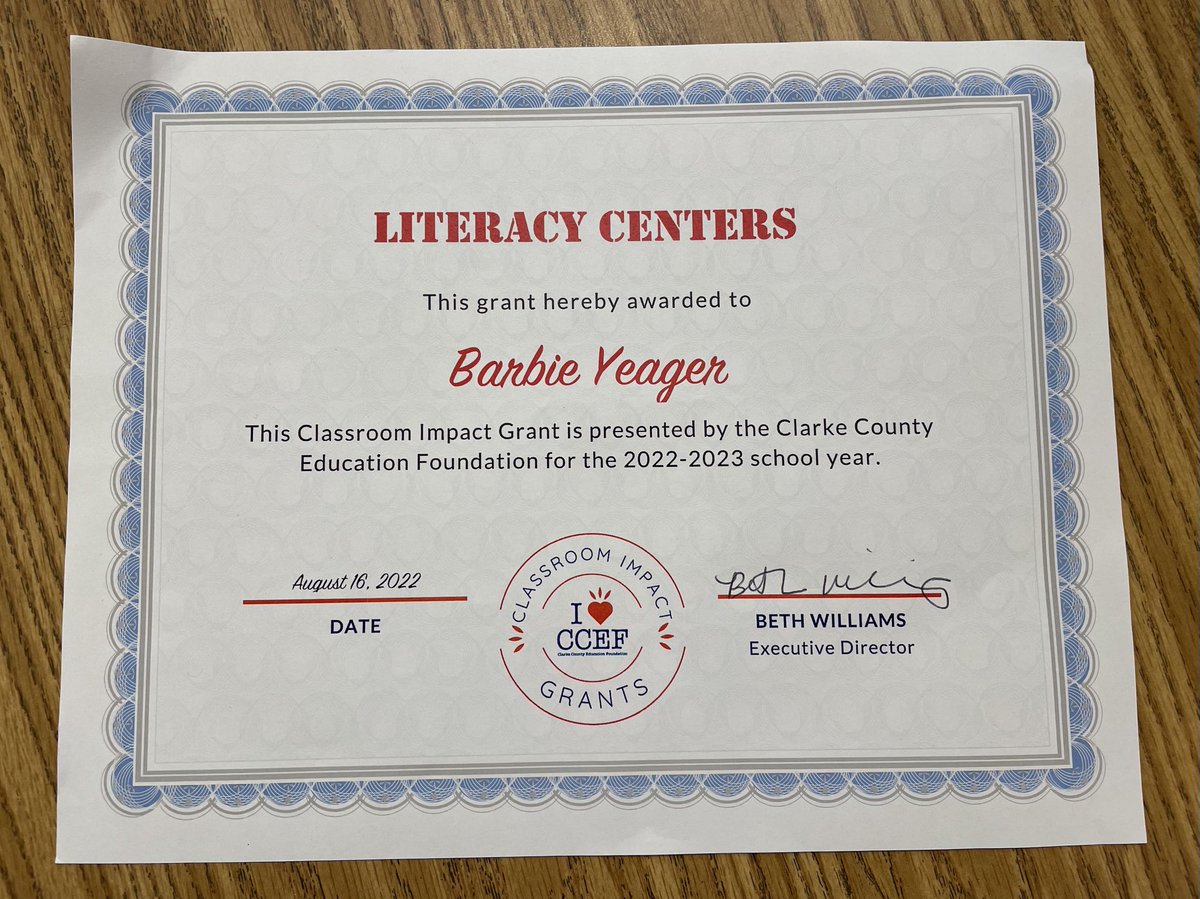 LITERACY CENTERS
This grant hereby awarded to
Barbie Yeager
This Classroom Impact Grant is presented by the Clarke County
Education Foundation for the 2022-2023 school year.
August 16, 2022
DATE
CLASSROOM IMPACT
I
CCEF
Clarke County Education Foundation
GRANTS
Beth Williams
BETH WILLIAMS
Executive Director